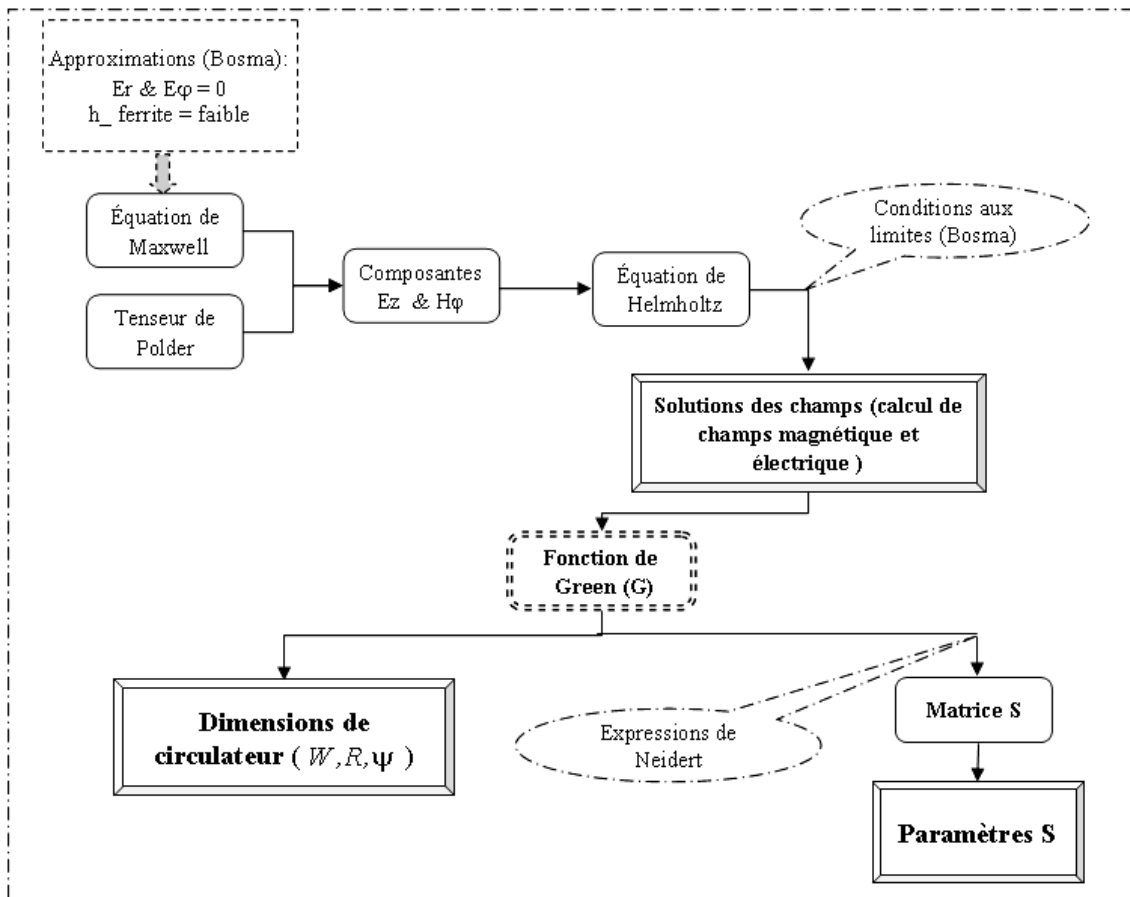 Approximations (Bosma):
Er & Eφ = 0
h_ ferrite = faible
Équation de
Maxwell
Tenseur de
Polder
Composantes
Ez & Hφ
Équation de
Helmholtz
Conditions aux
limites (Bosma)
Solutions des champs (calcul de
champs magnétique et
électrique )
Fonction de
Green (G)
Dimensions de
circulateur ( W,R,ψ )
Expressions de
Neidert
Matrice S
Paramètres S